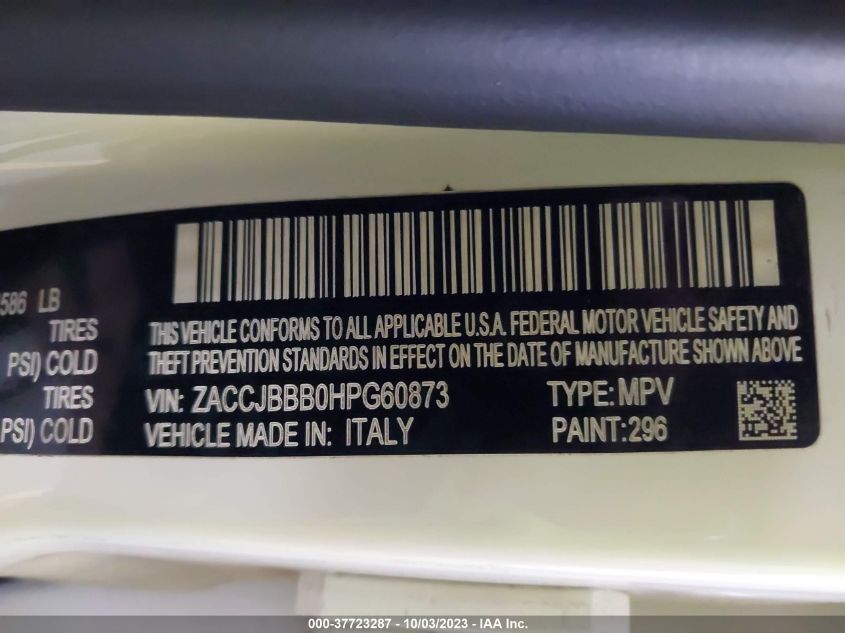 586 LB
TIRES
THIS VEHICLE CONFORMS TO ALL APPLICABLE U.S.A. FEDERAL MOTOR VEHICLE SAFETY AND
PSI) COLD
THEFT PREVENTION STANDARDS IN EFFECT ON THE DATE OF MANUFACTURE SHOWN ABOVE
TIRES
VIN: ZACCJBBB0HPG60873 TYPE: MPV
PSI) COLD
VEHICLE MADE IN: ITALY PAINT:296
000-37723287 - 10/03/2023 - © IAA Inc.